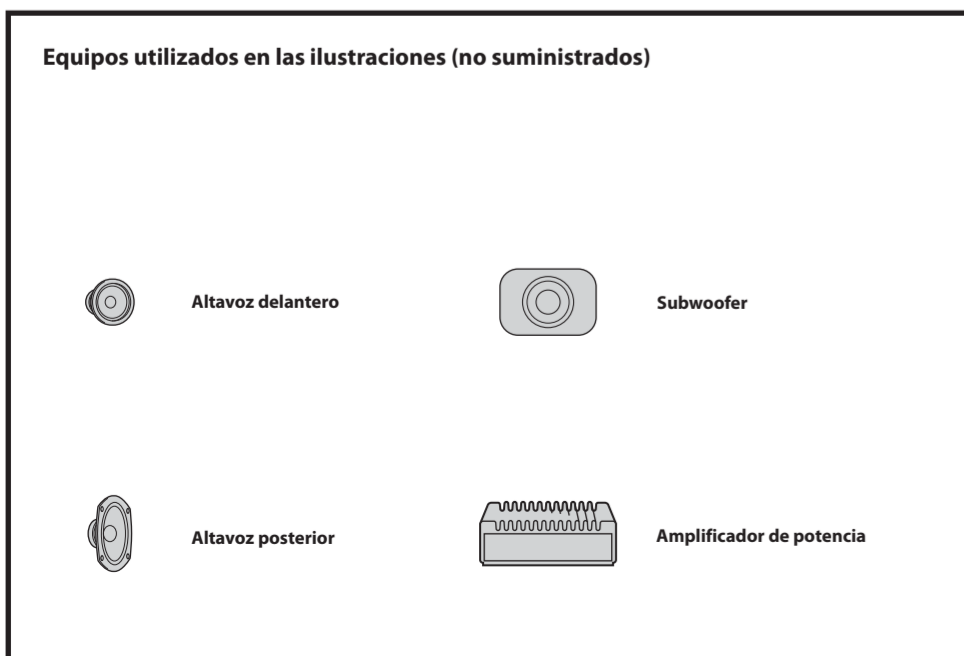 Equipos utilizados en las ilustraciones (no suministrados)
Altavoz delantero
Subwoofer
Altavoz posterior
Amplificador de potencia